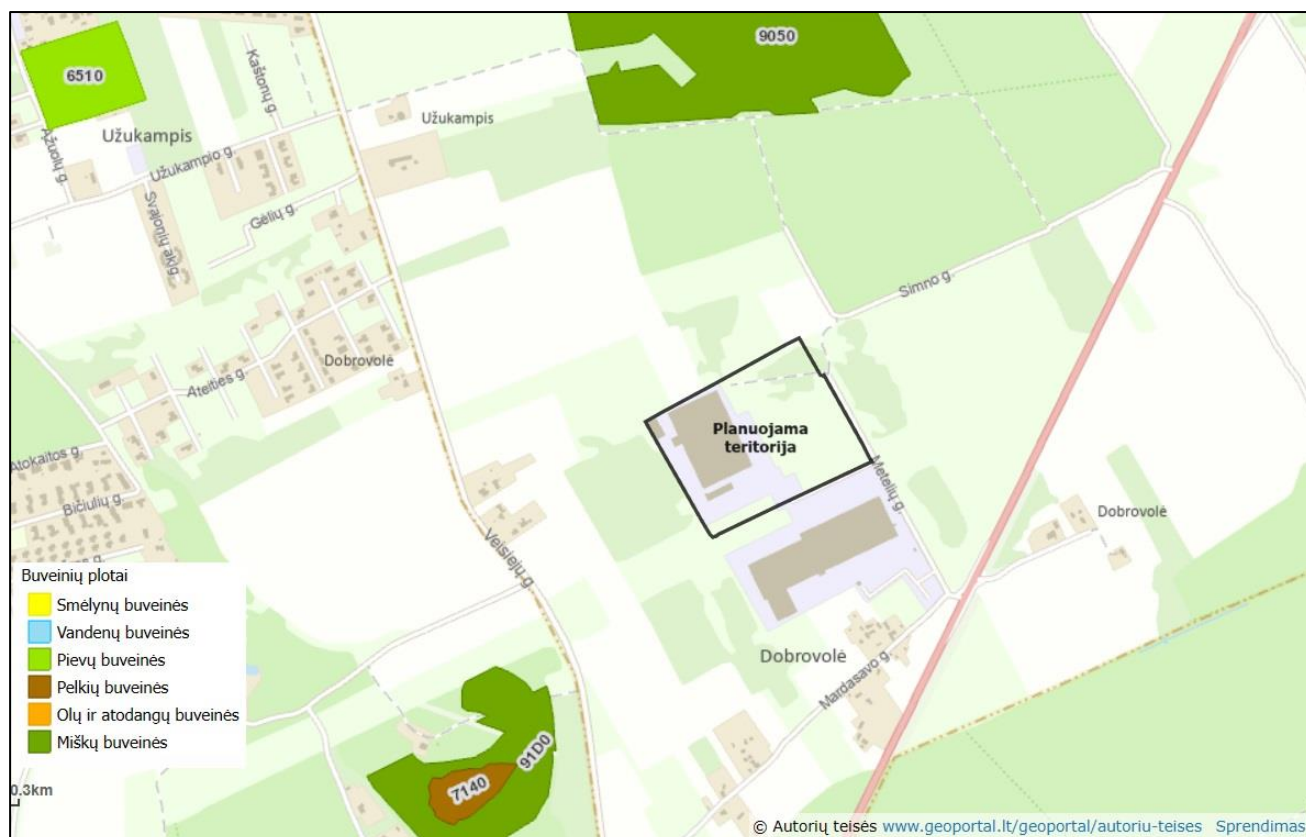 9050
6510
Kaštonų g.
Užukampis
Užukampis
Ąžuolų g.
Užukampio g.
Svajonių akig.
Gėlių g.
Simno g.
Dobrovolė
Ateities g.
Planuojama
teritorija
Atokaitos g.
Metelių g.
Bičiulių g.
Dobrovolė
Veisiejų g.
Buveinių plotai
Smėlynų buveinės
Vandenų buveinės
Pievų buveinės
Pelkių buveinės
Olų ir atodangų buveinės
Miškų buveinės
Dobrovolė
Mardasavo g.
91D0
7140
0.3km
© Autorių teisės www.geoportal.lt/geoportal/autoriu-teises Sprendimas